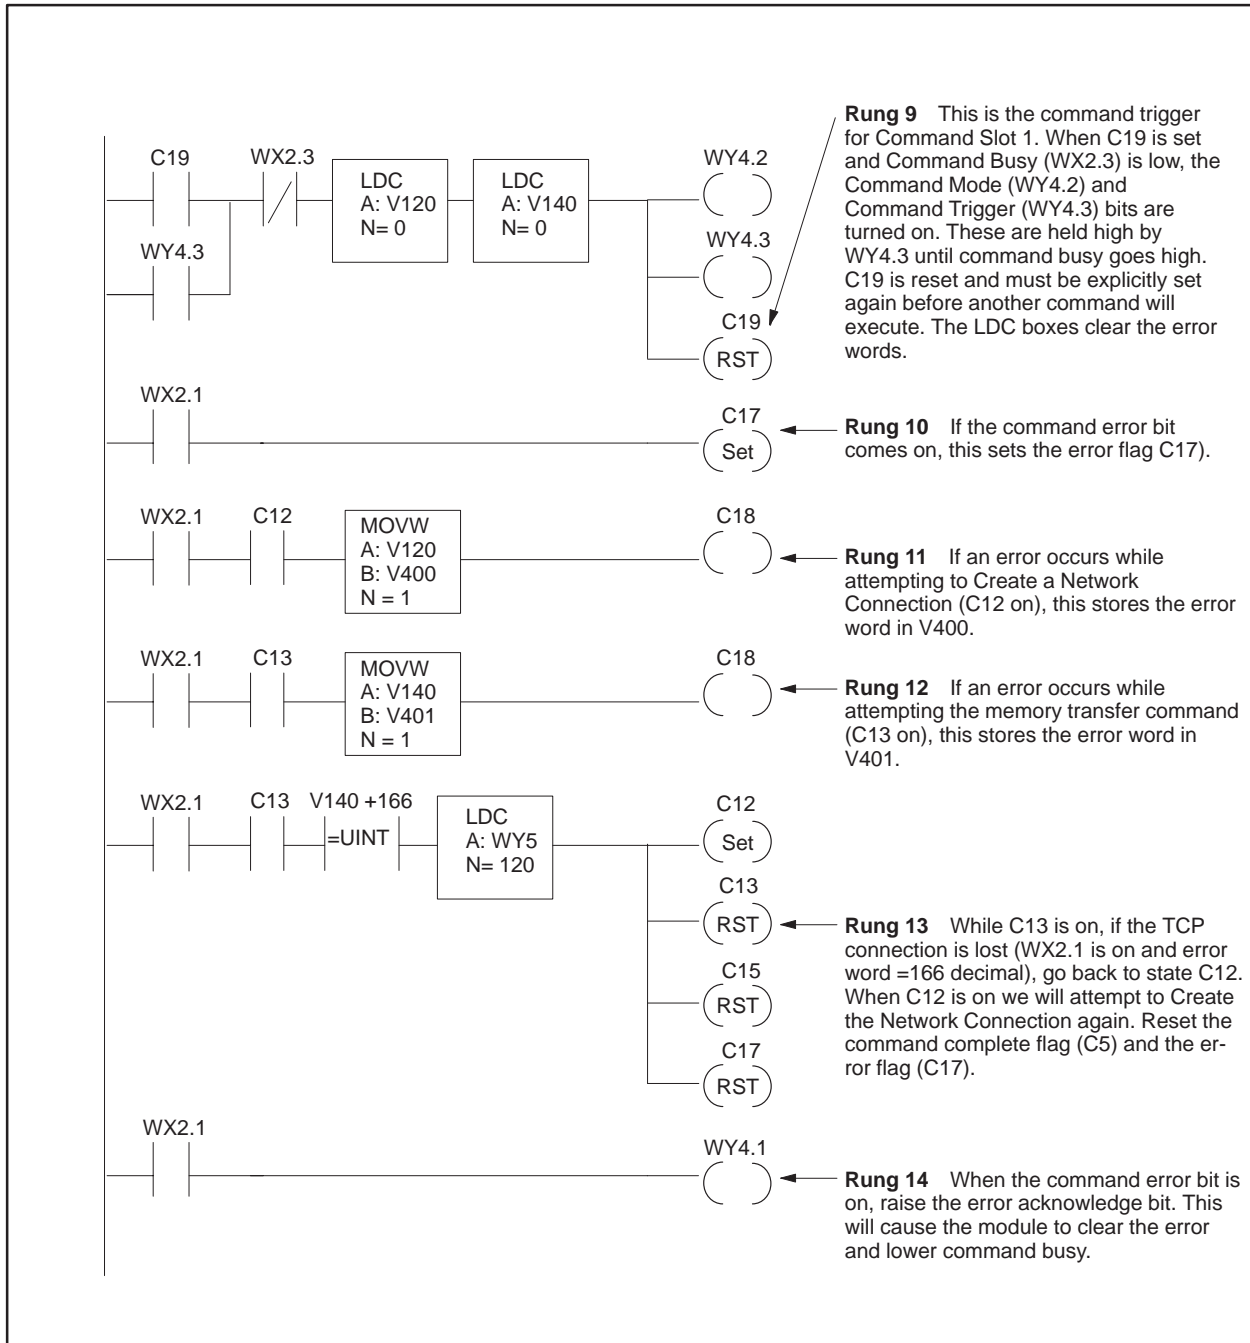 C19 WX2.3 WY4.2
LDC
A: V120
N= 0
LDC
A: V140
N= 0
WY4.3 WY4.3
C19
RST
Rung 9 This is the command trigger
for Command Slot 1. When C19 is set
and Command Busy (WX2.3) is low, the
Command Mode (WY4.2) and
Command Trigger (WY4.3) bits are
turned on. These are held high by
WY4.3 until command busy goes high.
C19 is reset and must be explicitly set
again before another command will
execute. The LDC boxes clear the error
words.
WX2.1 C17
Set
Rung 10 If the command error bit
comes on, this sets the error flag C17).
WX2.1 C12 C18
MOVW
A: V120
B: V400
N = 1
Rung 11 If an error occurs while
attempting to Create a Network
Connection (C12 on), this stores the error
word in V400.
WX2.1 C13 C18
MOVW
A: V140
B: V401
N = 1
Rung 12 If an error occurs while
attempting the memory transfer command
(C13 on), this stores the error word in
V401.
WX2.1 C13 V140 +166 C12
=UINT
LDC
A: WY5
N= 120
Set
C13
RST
C15
RST
C17
RST
Rung 13 While C13 is on, if the TCP
connection is lost (WX2.1 is on and error
word =166 decimal), go back to state C12.
When C12 is on we will attempt to Create
the Network Connection again. Reset the
command complete flag (C5) and the er-
ror flag (C17).
WX2.1 WY4.1
Rung 14 When the command error bit is
on, raise the error acknowledge bit. This
will cause the module to clear the error
and lower command busy.